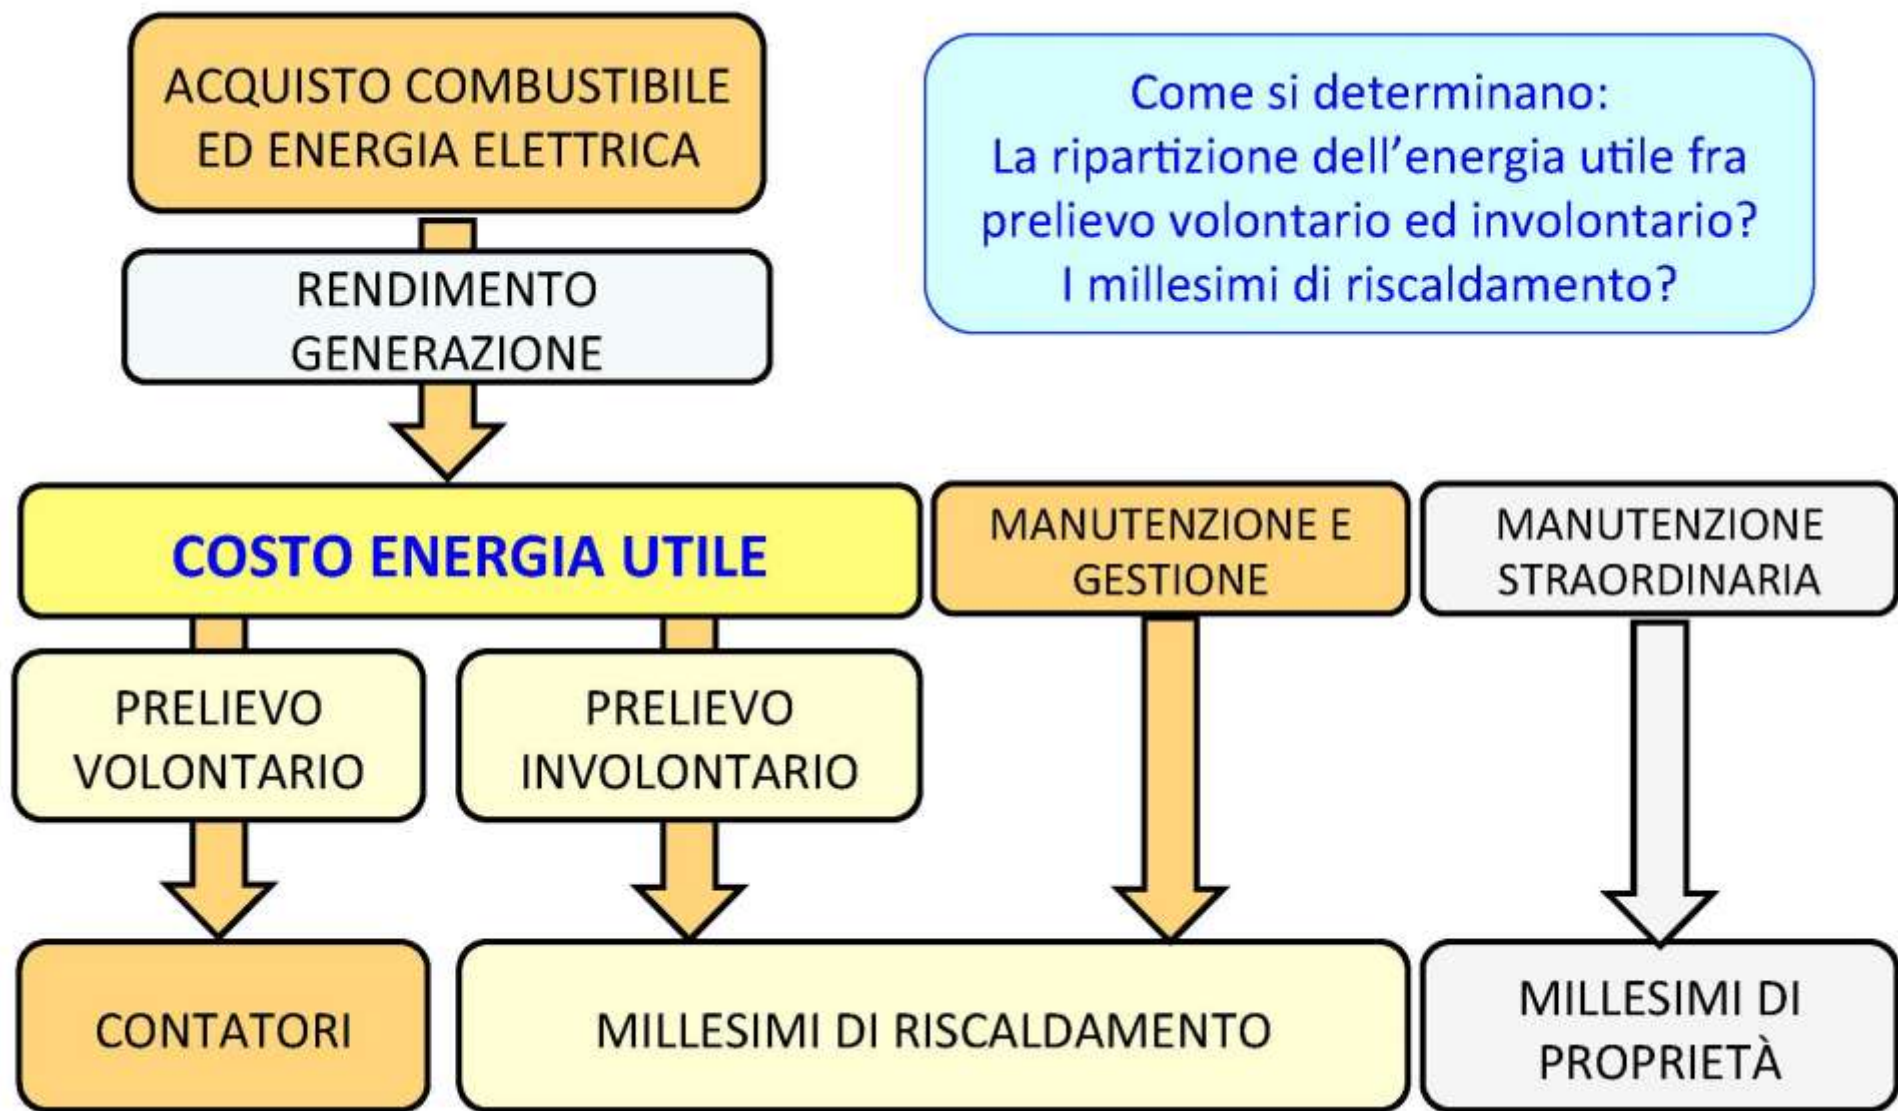 ACQUISTO COMBUSTIBILE
ED ENERGIA ELETTRICA
Come si determinano:
La ripartizione dell’energia utile fra
prelievo volontario ed involontario?
I millesimi di riscaldamento?
RENDIMENTO
GENERAZIONE
COSTO ENERGIA UTILE
MANUTENZIONE E
GESTIONE
MANUTENZIONE
STRAORDINARIA
PRELIEVO
VOLONTARIO
PRELIEVO
INVOLONTARIO
CONTATORI
MILLESIMI DI RISCALDAMENTO
MILLESIMI DI
PROPRIETÀ